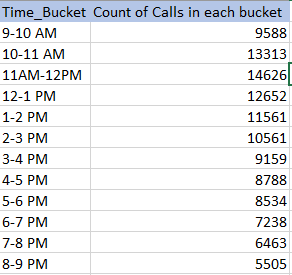 Time_Bucket Count of Calls in each bucket
9-10 AM 9588
10-11 AM 13313
11AM-12PM 14626
12-1 PM 12652
1-2 PM 11561
2-3 PM 10561
3-4 PM 9159
4-5 PM 8788
5-6 PM 8534
6-7 PM 7238
7-8 PM 6463
8-9 PM 5505